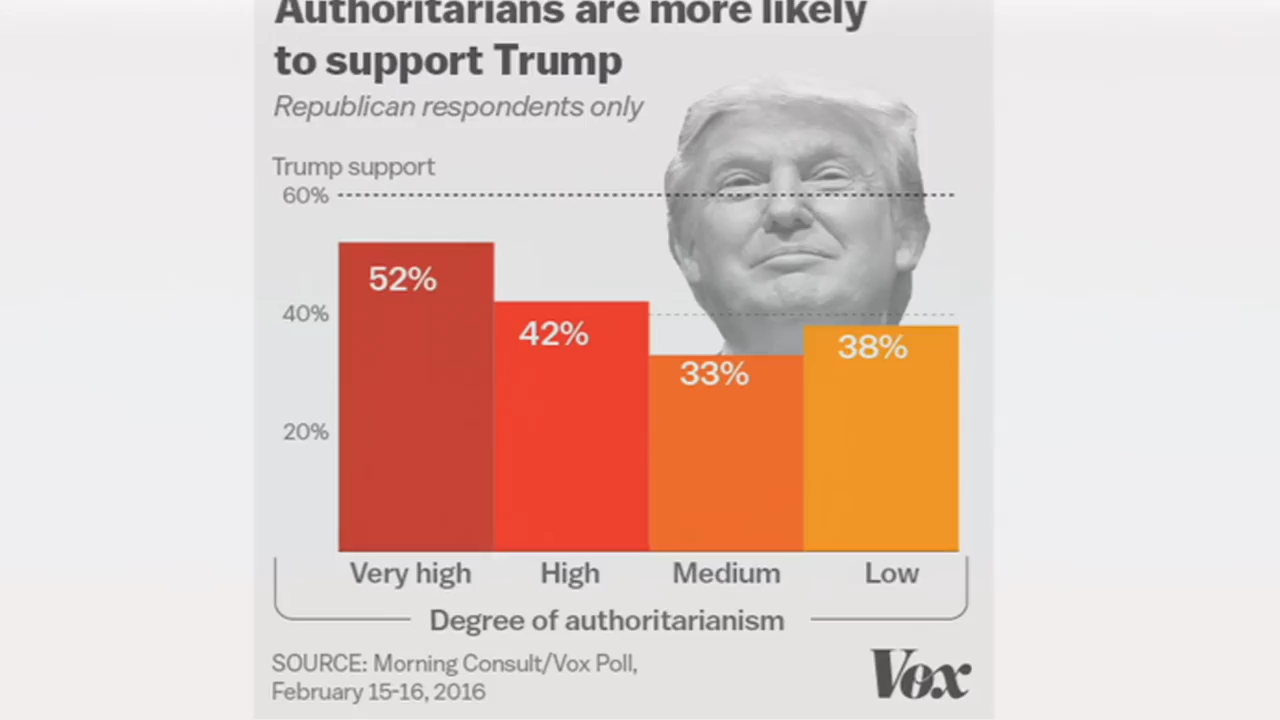 Authoritarians are more likely
to support Trump
Republican respondents only
Trump support
60%
52%
42%
40%
33%
38%
20%
Very high High Medium Low
Degree of authoritarianism
SOURCE: Morning Consult/Vox Poll,
February 15-16, 2016
Vox